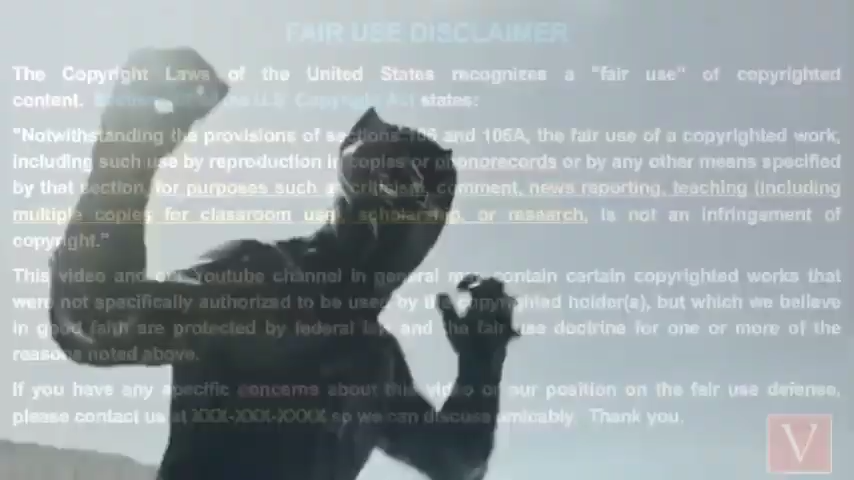 FAIR USE DISCLAIMER
The Copyright Laws of the United States recognizes a "fair use" of copyrighted
content. Section 107 of the U.S. Copyright Act states:
"Notwithstanding the provisions of sections 106 and 106A, the fair use of a copyrighted work,
including such use by reproduction in copies or phonorecords or by any other means specified
by that section, for purposes such as criticism, comment, news reporting, teaching (including
multiple copies for classroom use), scholarship, or research, is not an infringement of
copyright."
This video and our Youtube channel in general may contain certain copyrighted works that
were not specifically authorized to be used by the copyrighted holder(s), but which we believe
in good faith are protected by federal law and the fair use doctrine for one or more of the
reasons noted above.
If you have any specific concerns about this video or our position on the fair use defense,
please contact us at XXX-XXX-XXXX so we can discuss amicably. Thank you.
V